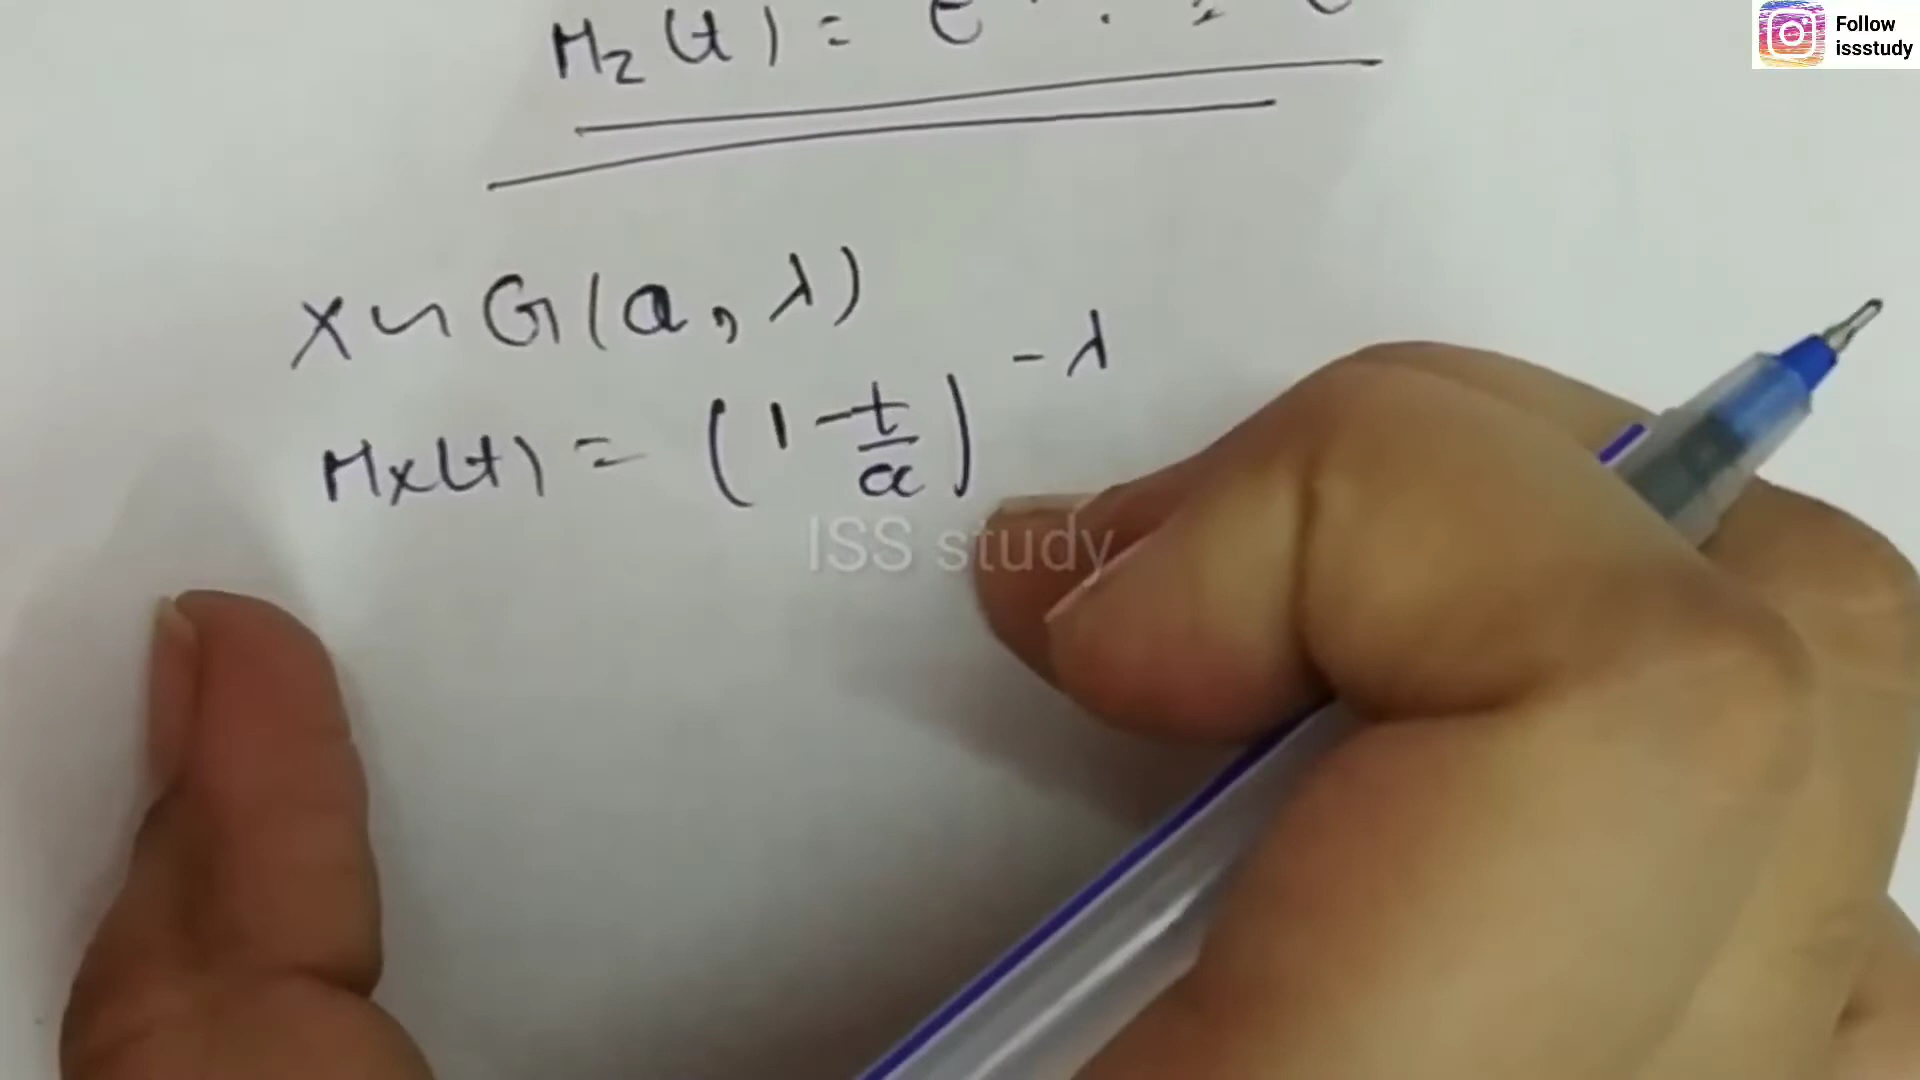 Follow
issstudy
M₂(t) = e
X ~ G(a, λ)
Mx(t) = (1 - t/a)^-λ
ISS study